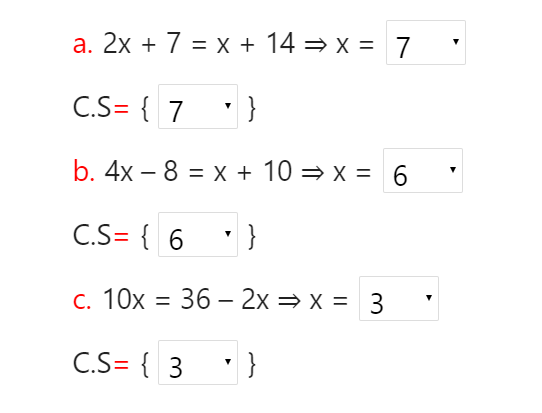 a. 2x + 7 = x + 14 ⇒ x = 7
C.S= { 7 }
b. 4x – 8 = x + 10 ⇒ x = 6
C.S= { 6 }
c. 10x = 36 – 2x ⇒ x = 3
C.S= { 3 }